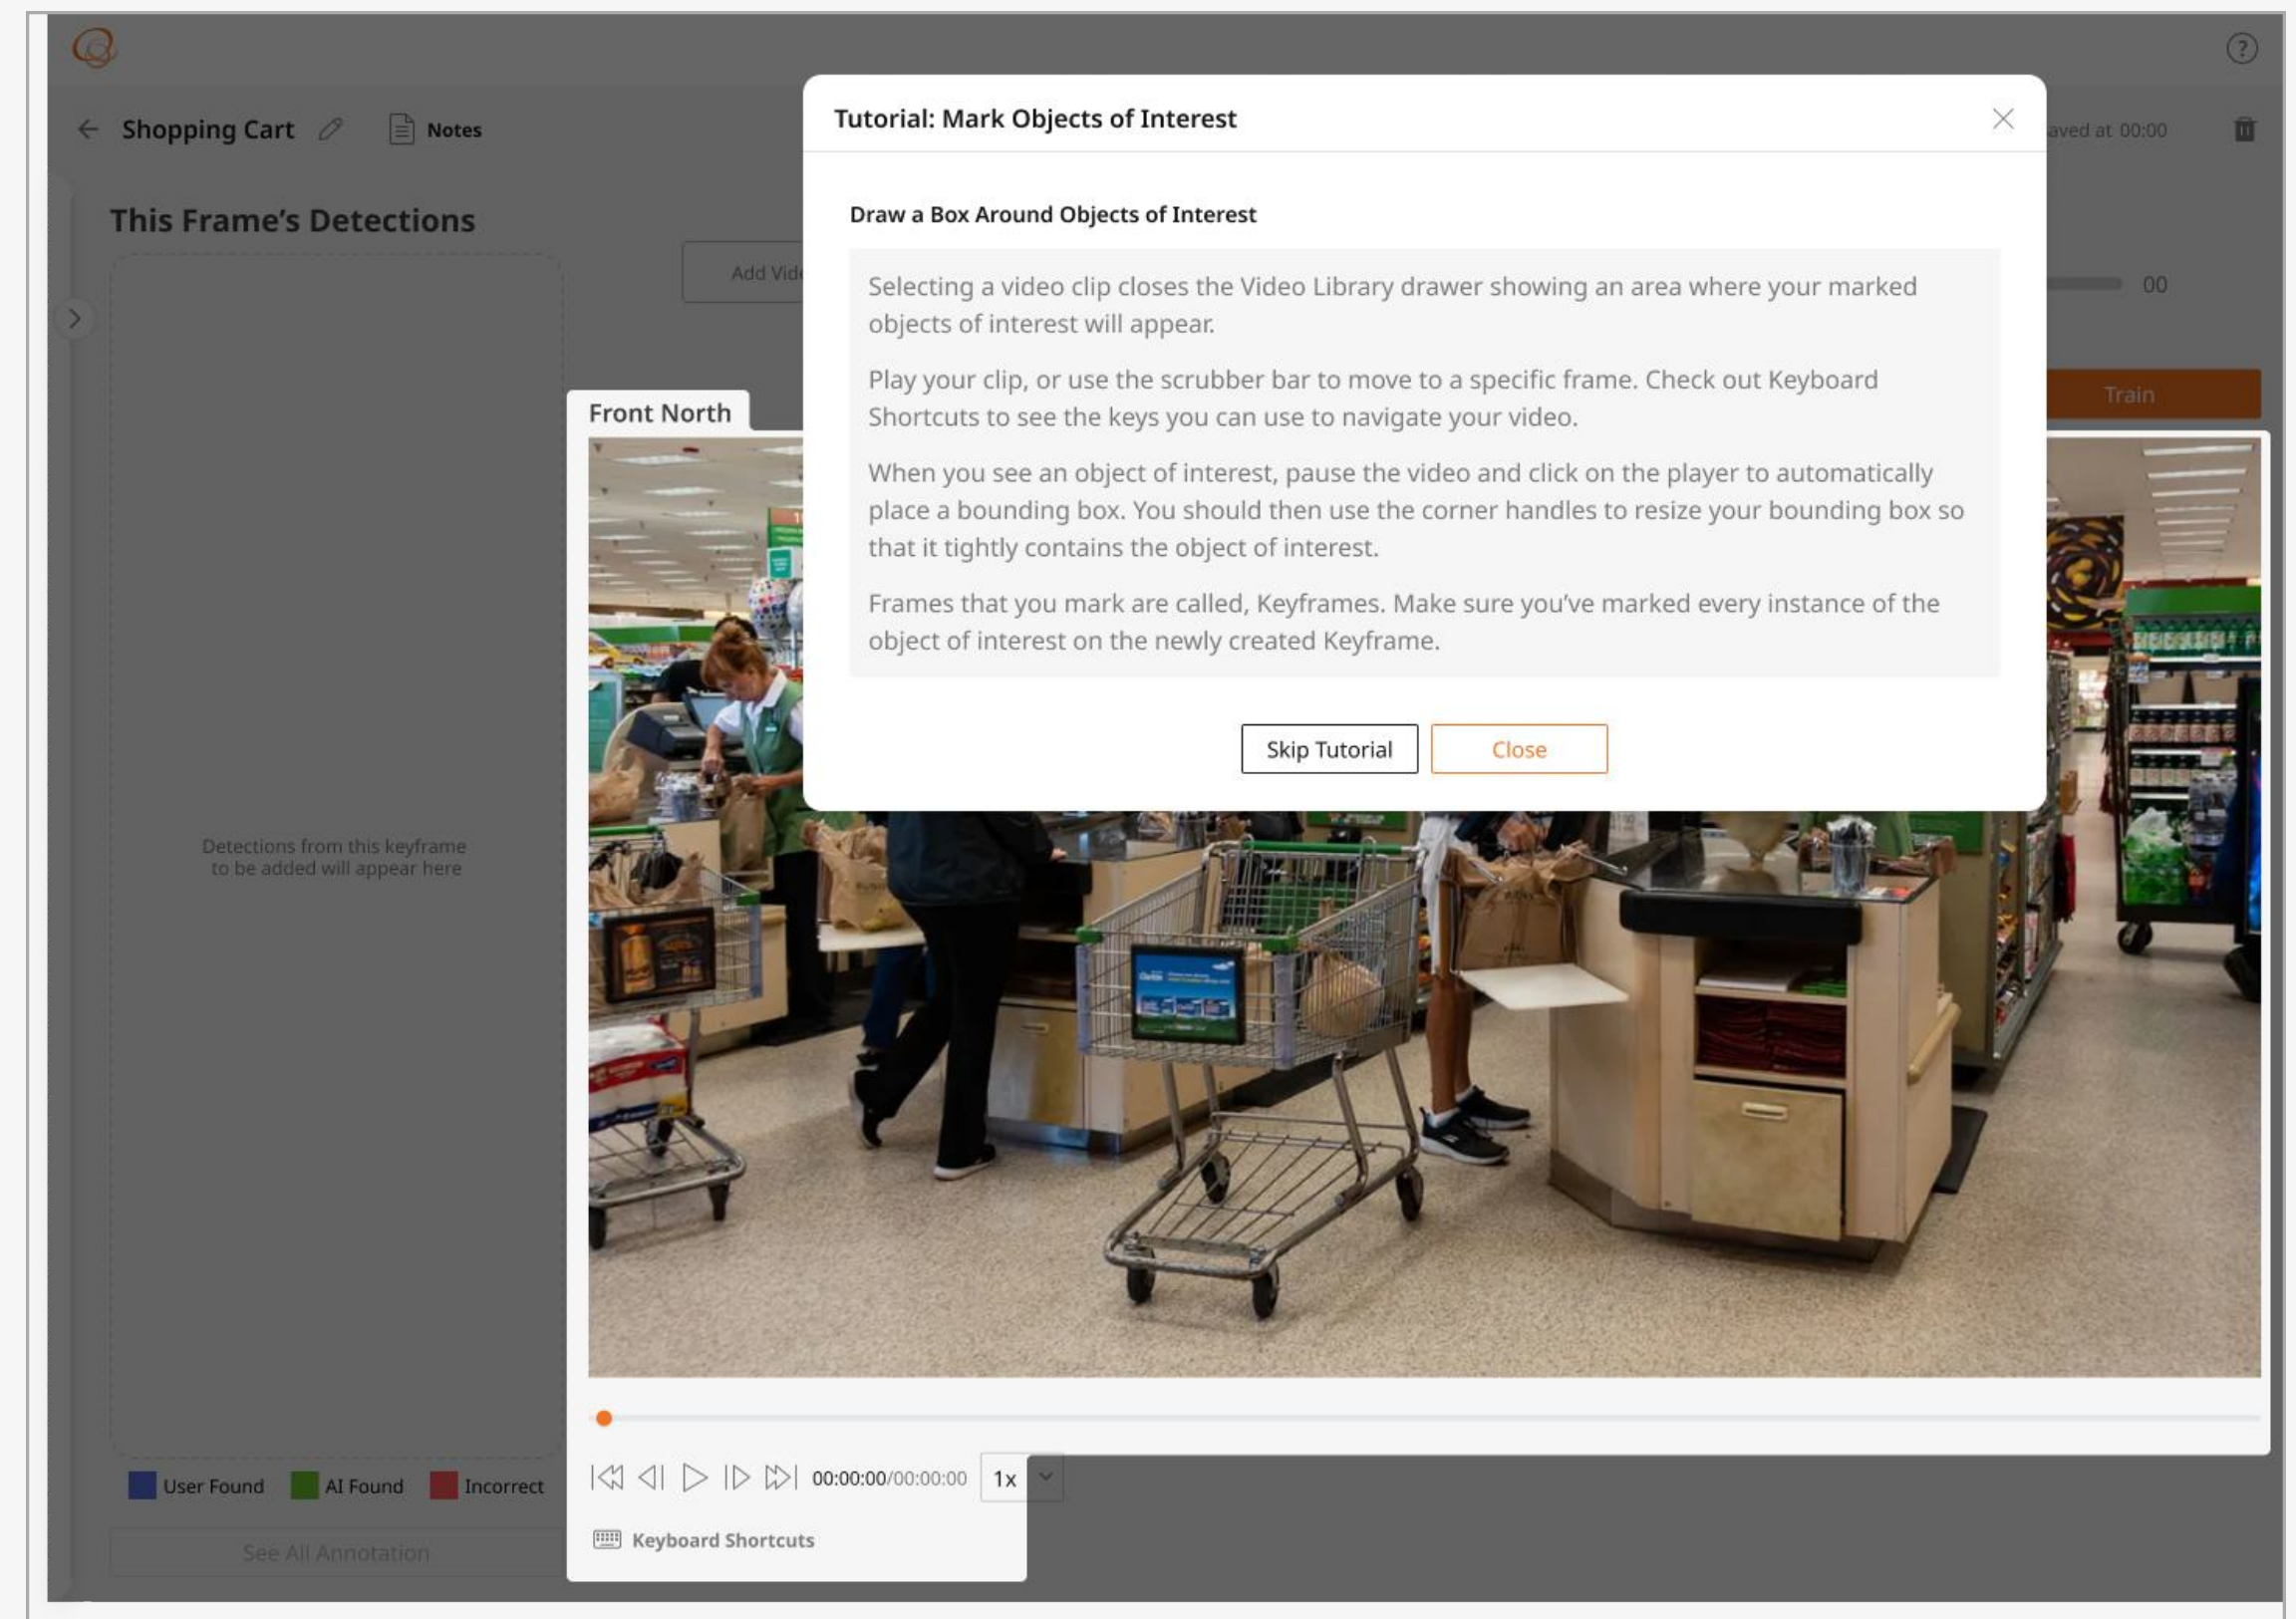 ?
Shopping Cart
Notes
aved at 00:00
Tutorial: Mark Objects of Interest
This Frame's Detections
Draw a Box Around Objects of Interest
Add Vid
00
Selecting a video clip closes the Video Library drawer showing an area where your marked
objects of interest will appear.
Play your clip, or use the scrubber bar to move to a specific frame. Check out Keyboard
Shortcuts to see the keys you can use to navigate your video.
When you see an object of interest, pause the video and click on the player to automatically
place a bounding box. You should then use the corner handles to resize your bounding box so
that it tightly contains the object of interest.
Frames that you mark are called, Keyframes. Make sure you've marked every instance of the
object of interest on the newly created Keyframe.
Skip Tutorial
Close
Train
Front North
Detections from this keyframe
to be added will appear here
User Found
AI Found
Incorrect
See All Annotation
00:00:00/00:00:00
1x
Keyboard Shortcuts